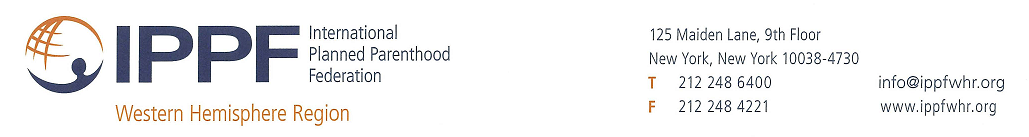 IPPF
International
Planned Parenthood
Federation
Western Hemisphere Region
125 Maiden Lane, 9th Floor
New York, New York 10038-4730
T 212 248 6400 info@ippfwhr.org
F 212 248 4221 www.ippfwhr.org